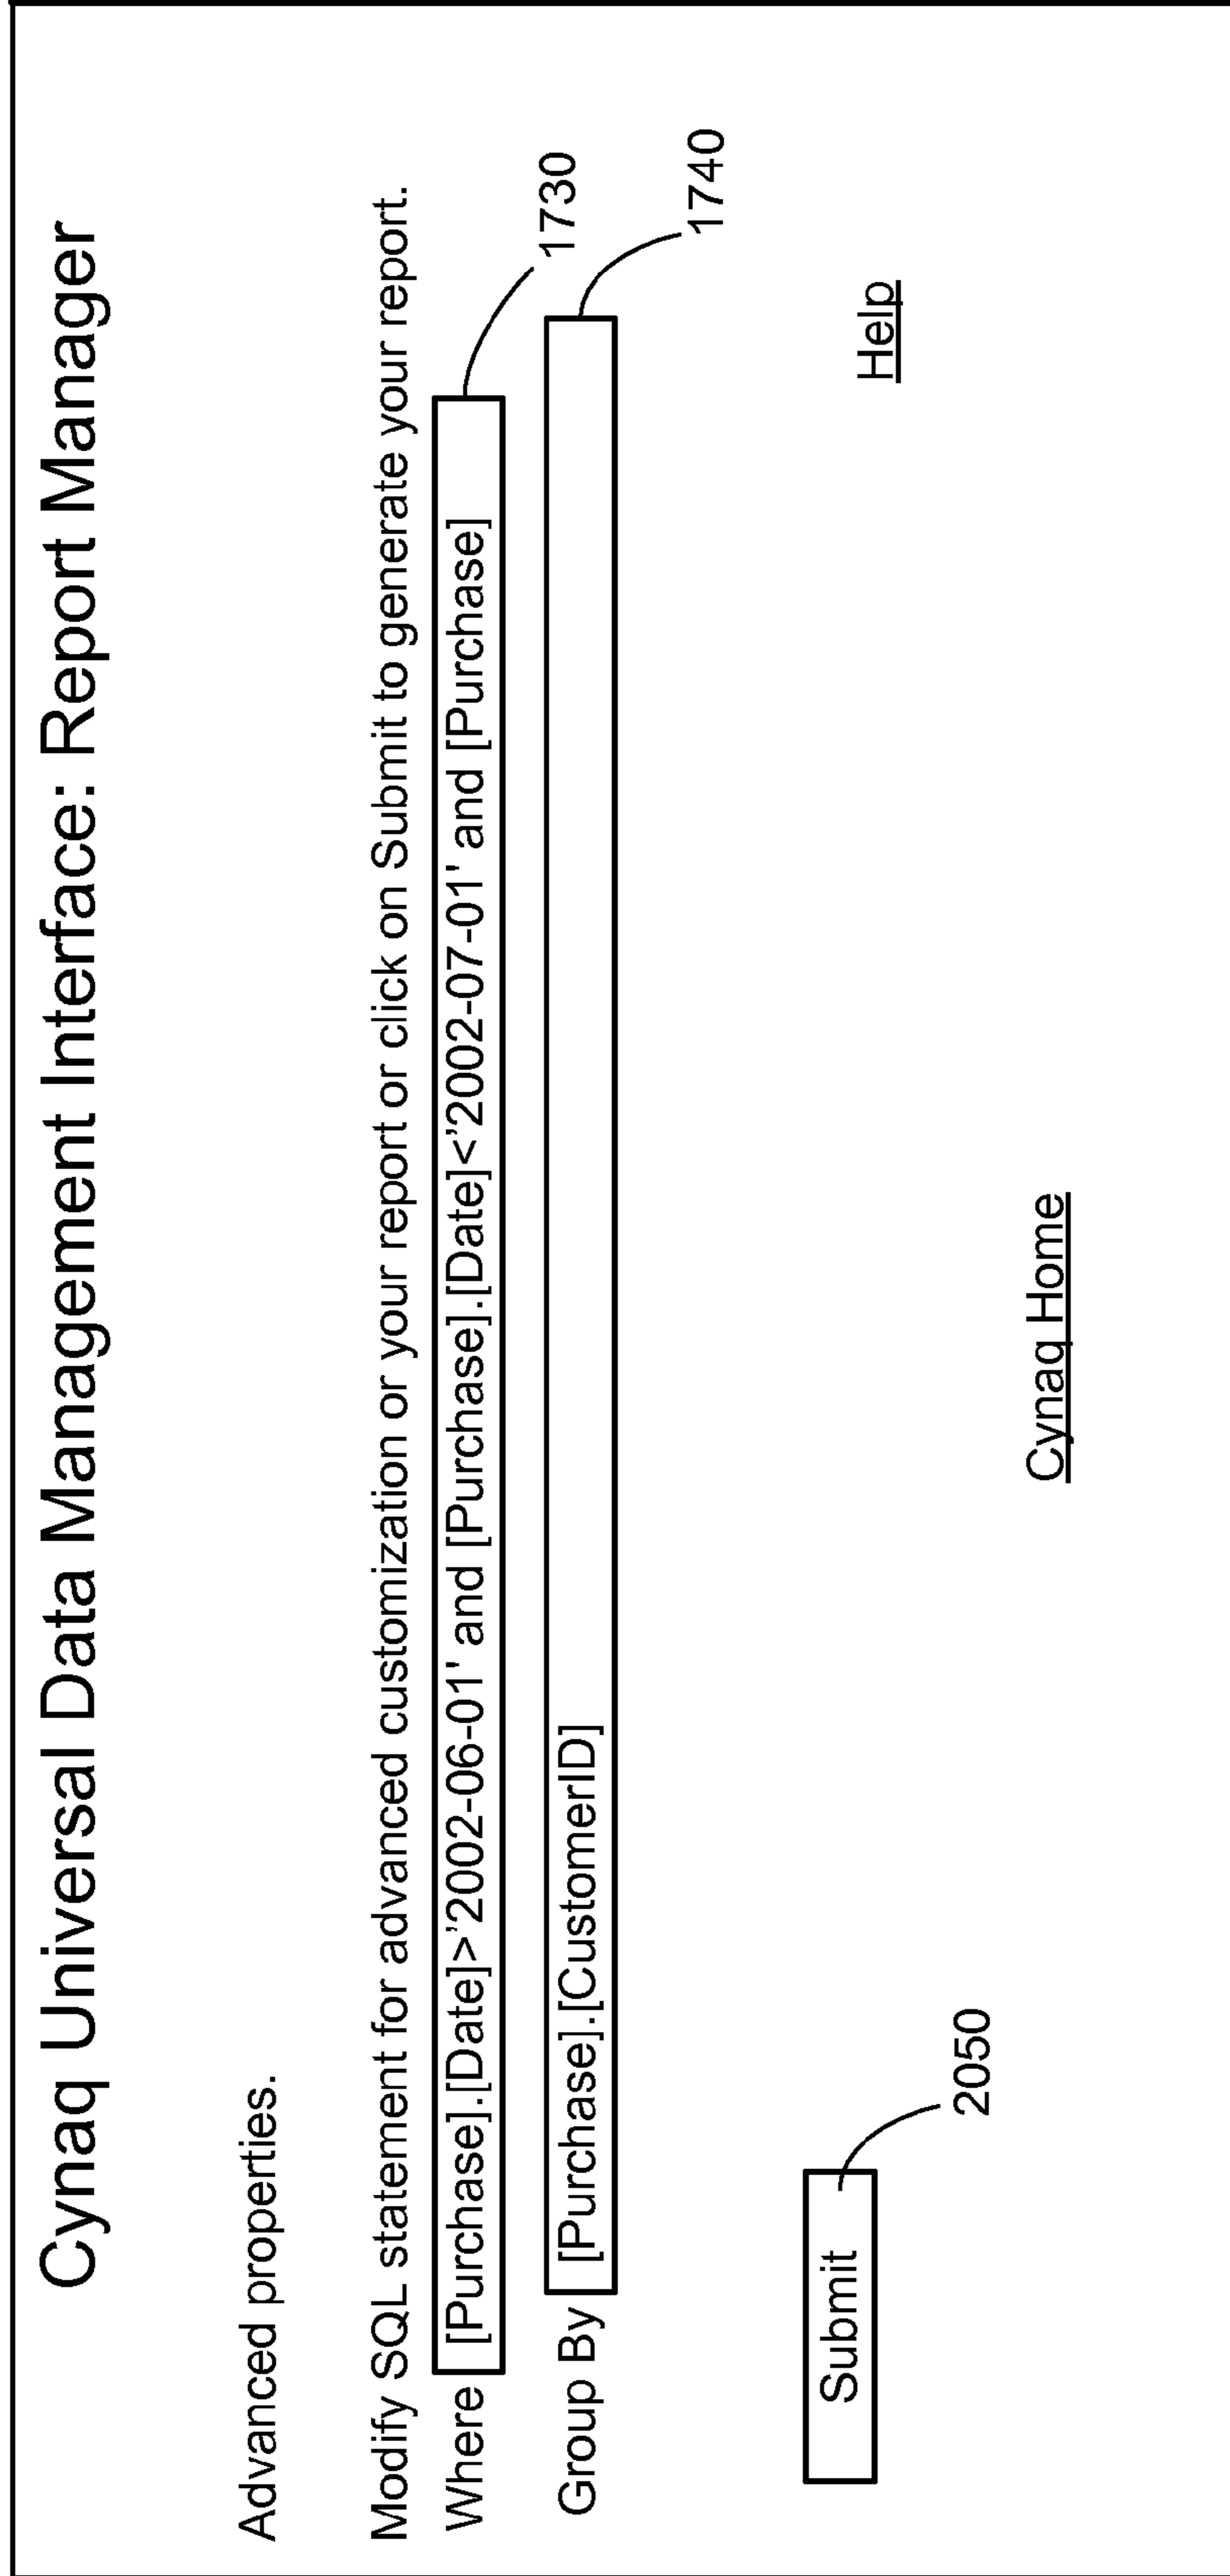 Cynaq Universal Data Management Interface: Report Manager
Advanced properties.
Modify SQL statement for advanced customization or your report or click on Submit to generate your report.
Where [Purchase].[Date]>'2002-06-01' and [Purchase].[Date]<'2002-07-01' and [Purchase]
1730
Group By [Purchase].[CustomerID]
1740
Submit
2050
Help
Cynaq Home